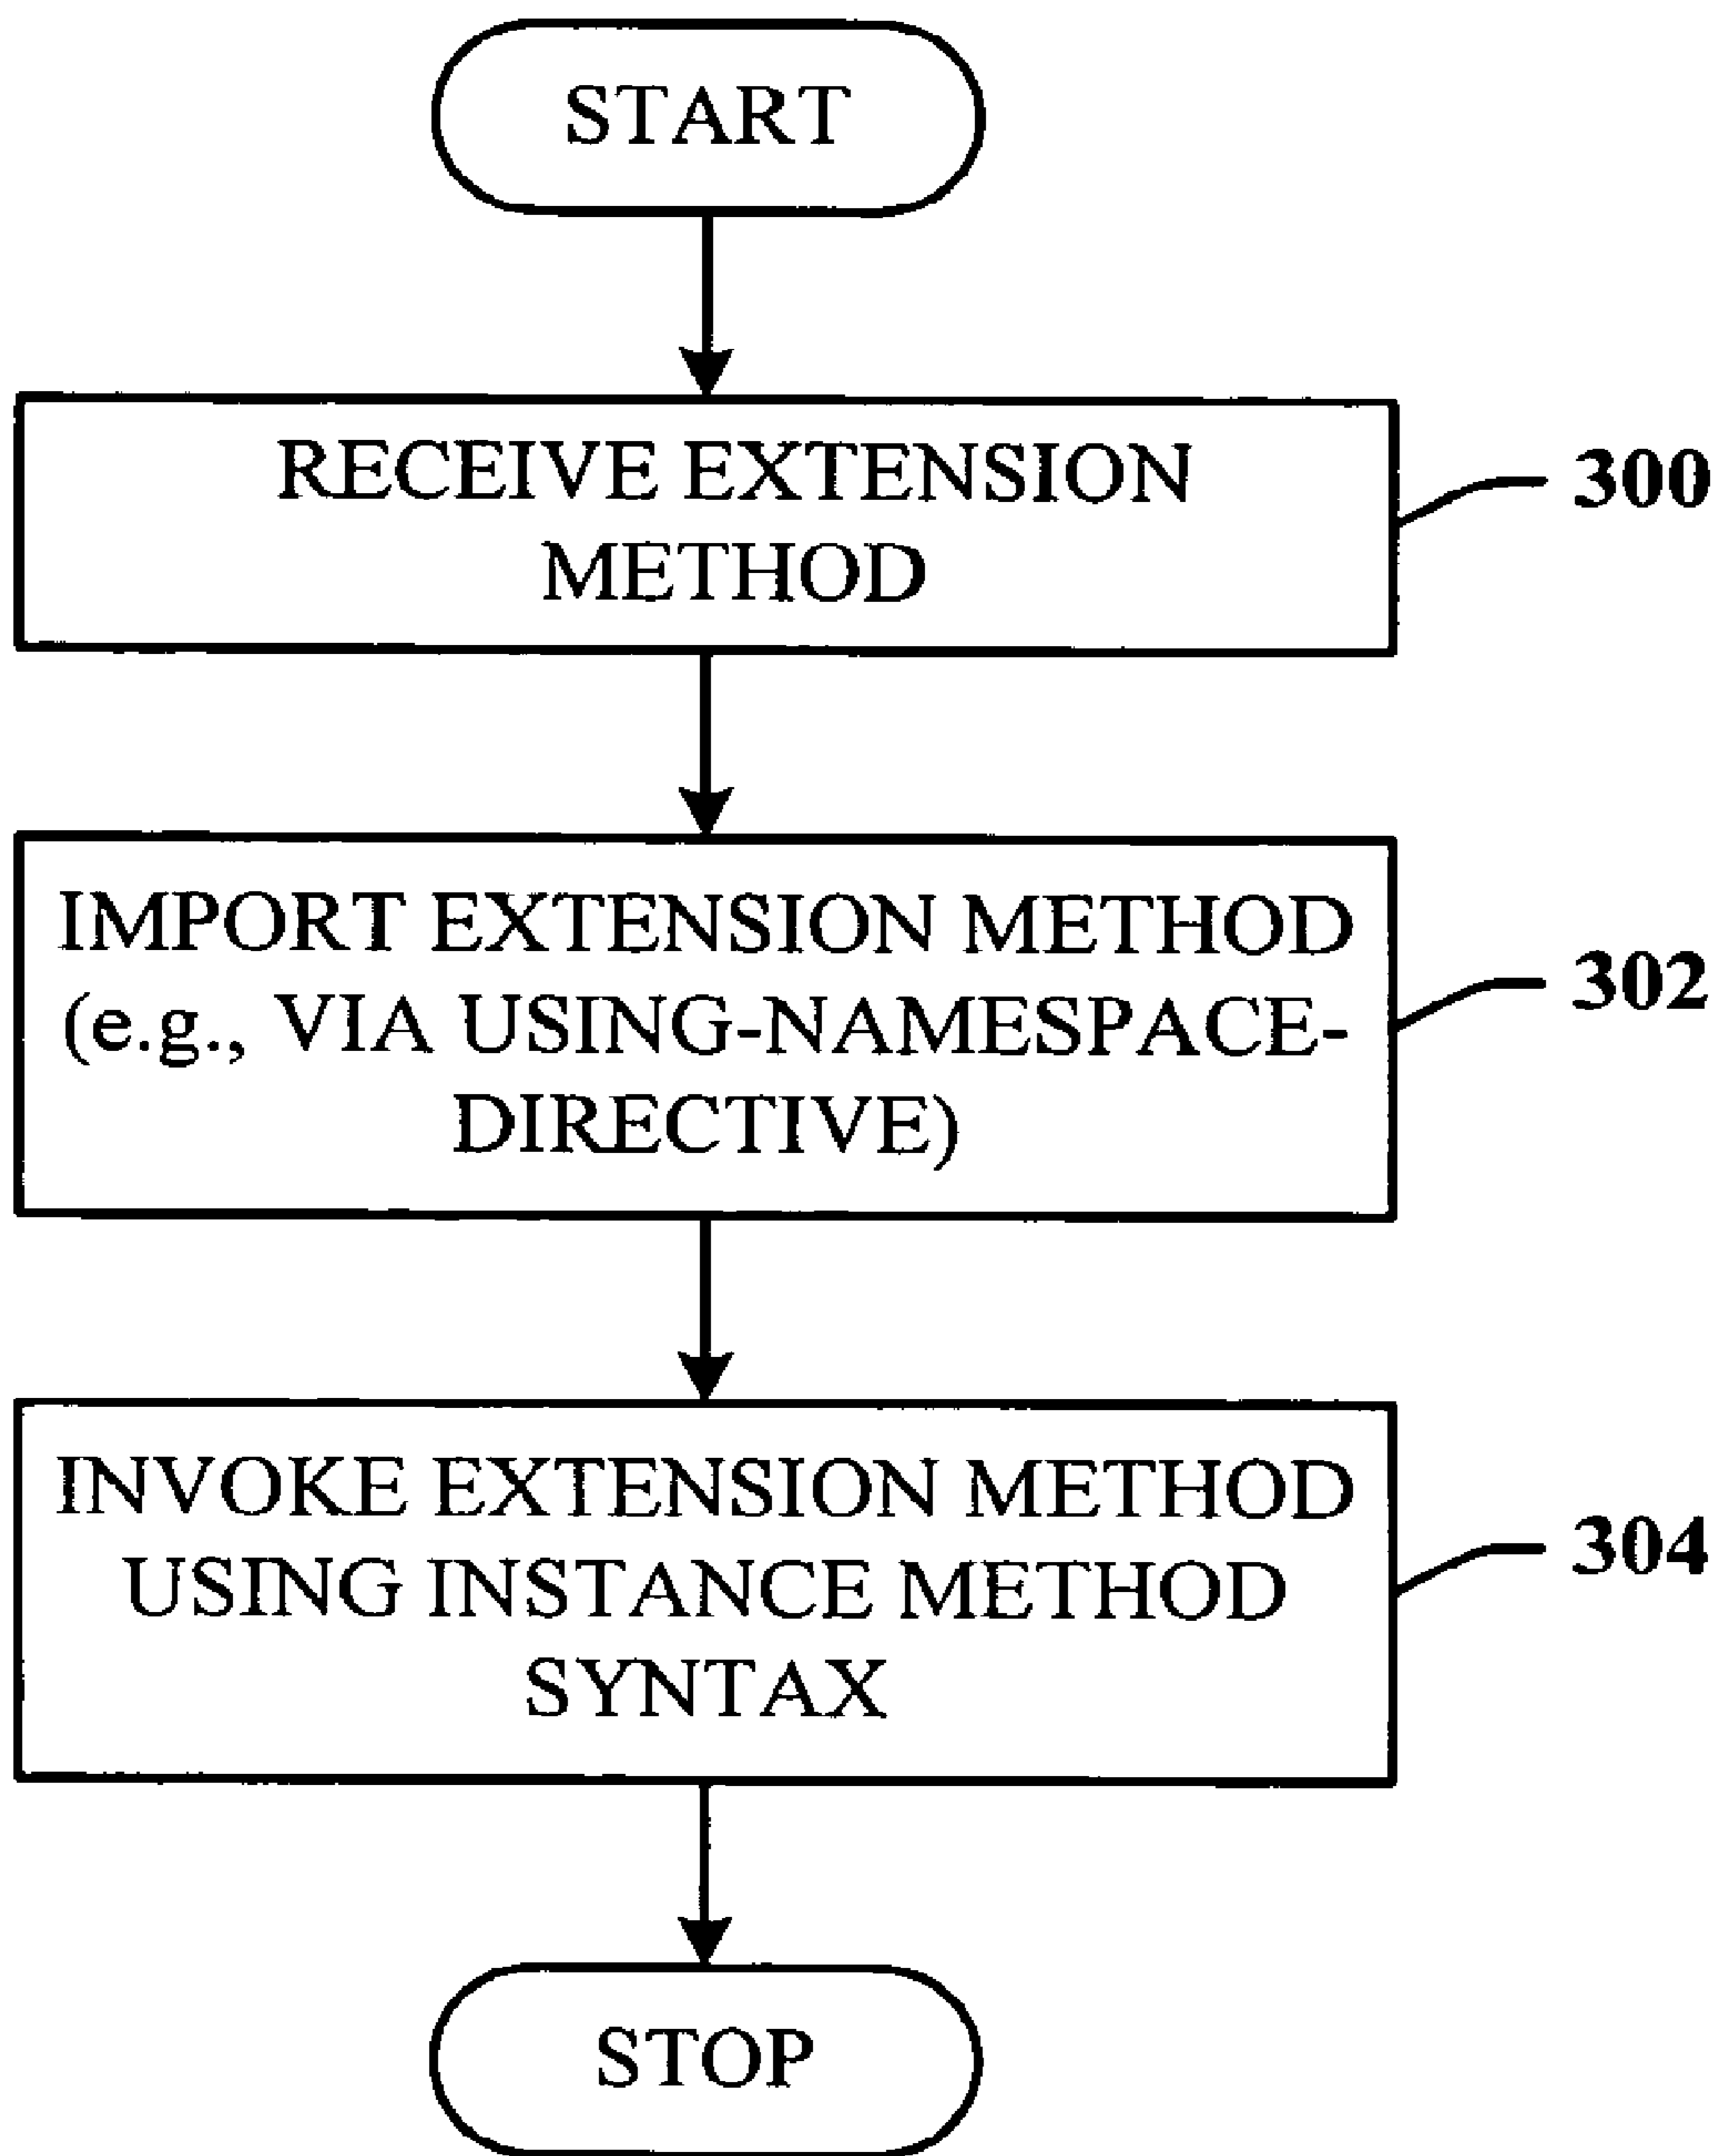 START
RECEIVE EXTENSION
METHOD
300
IMPORT EXTENSION METHOD
(e.g., VIA USING-NAMESPACE-
DIRECTIVE)
302
INVOKE EXTENSION METHOD
USING INSTANCE METHOD
SYNTAX
304
STOP